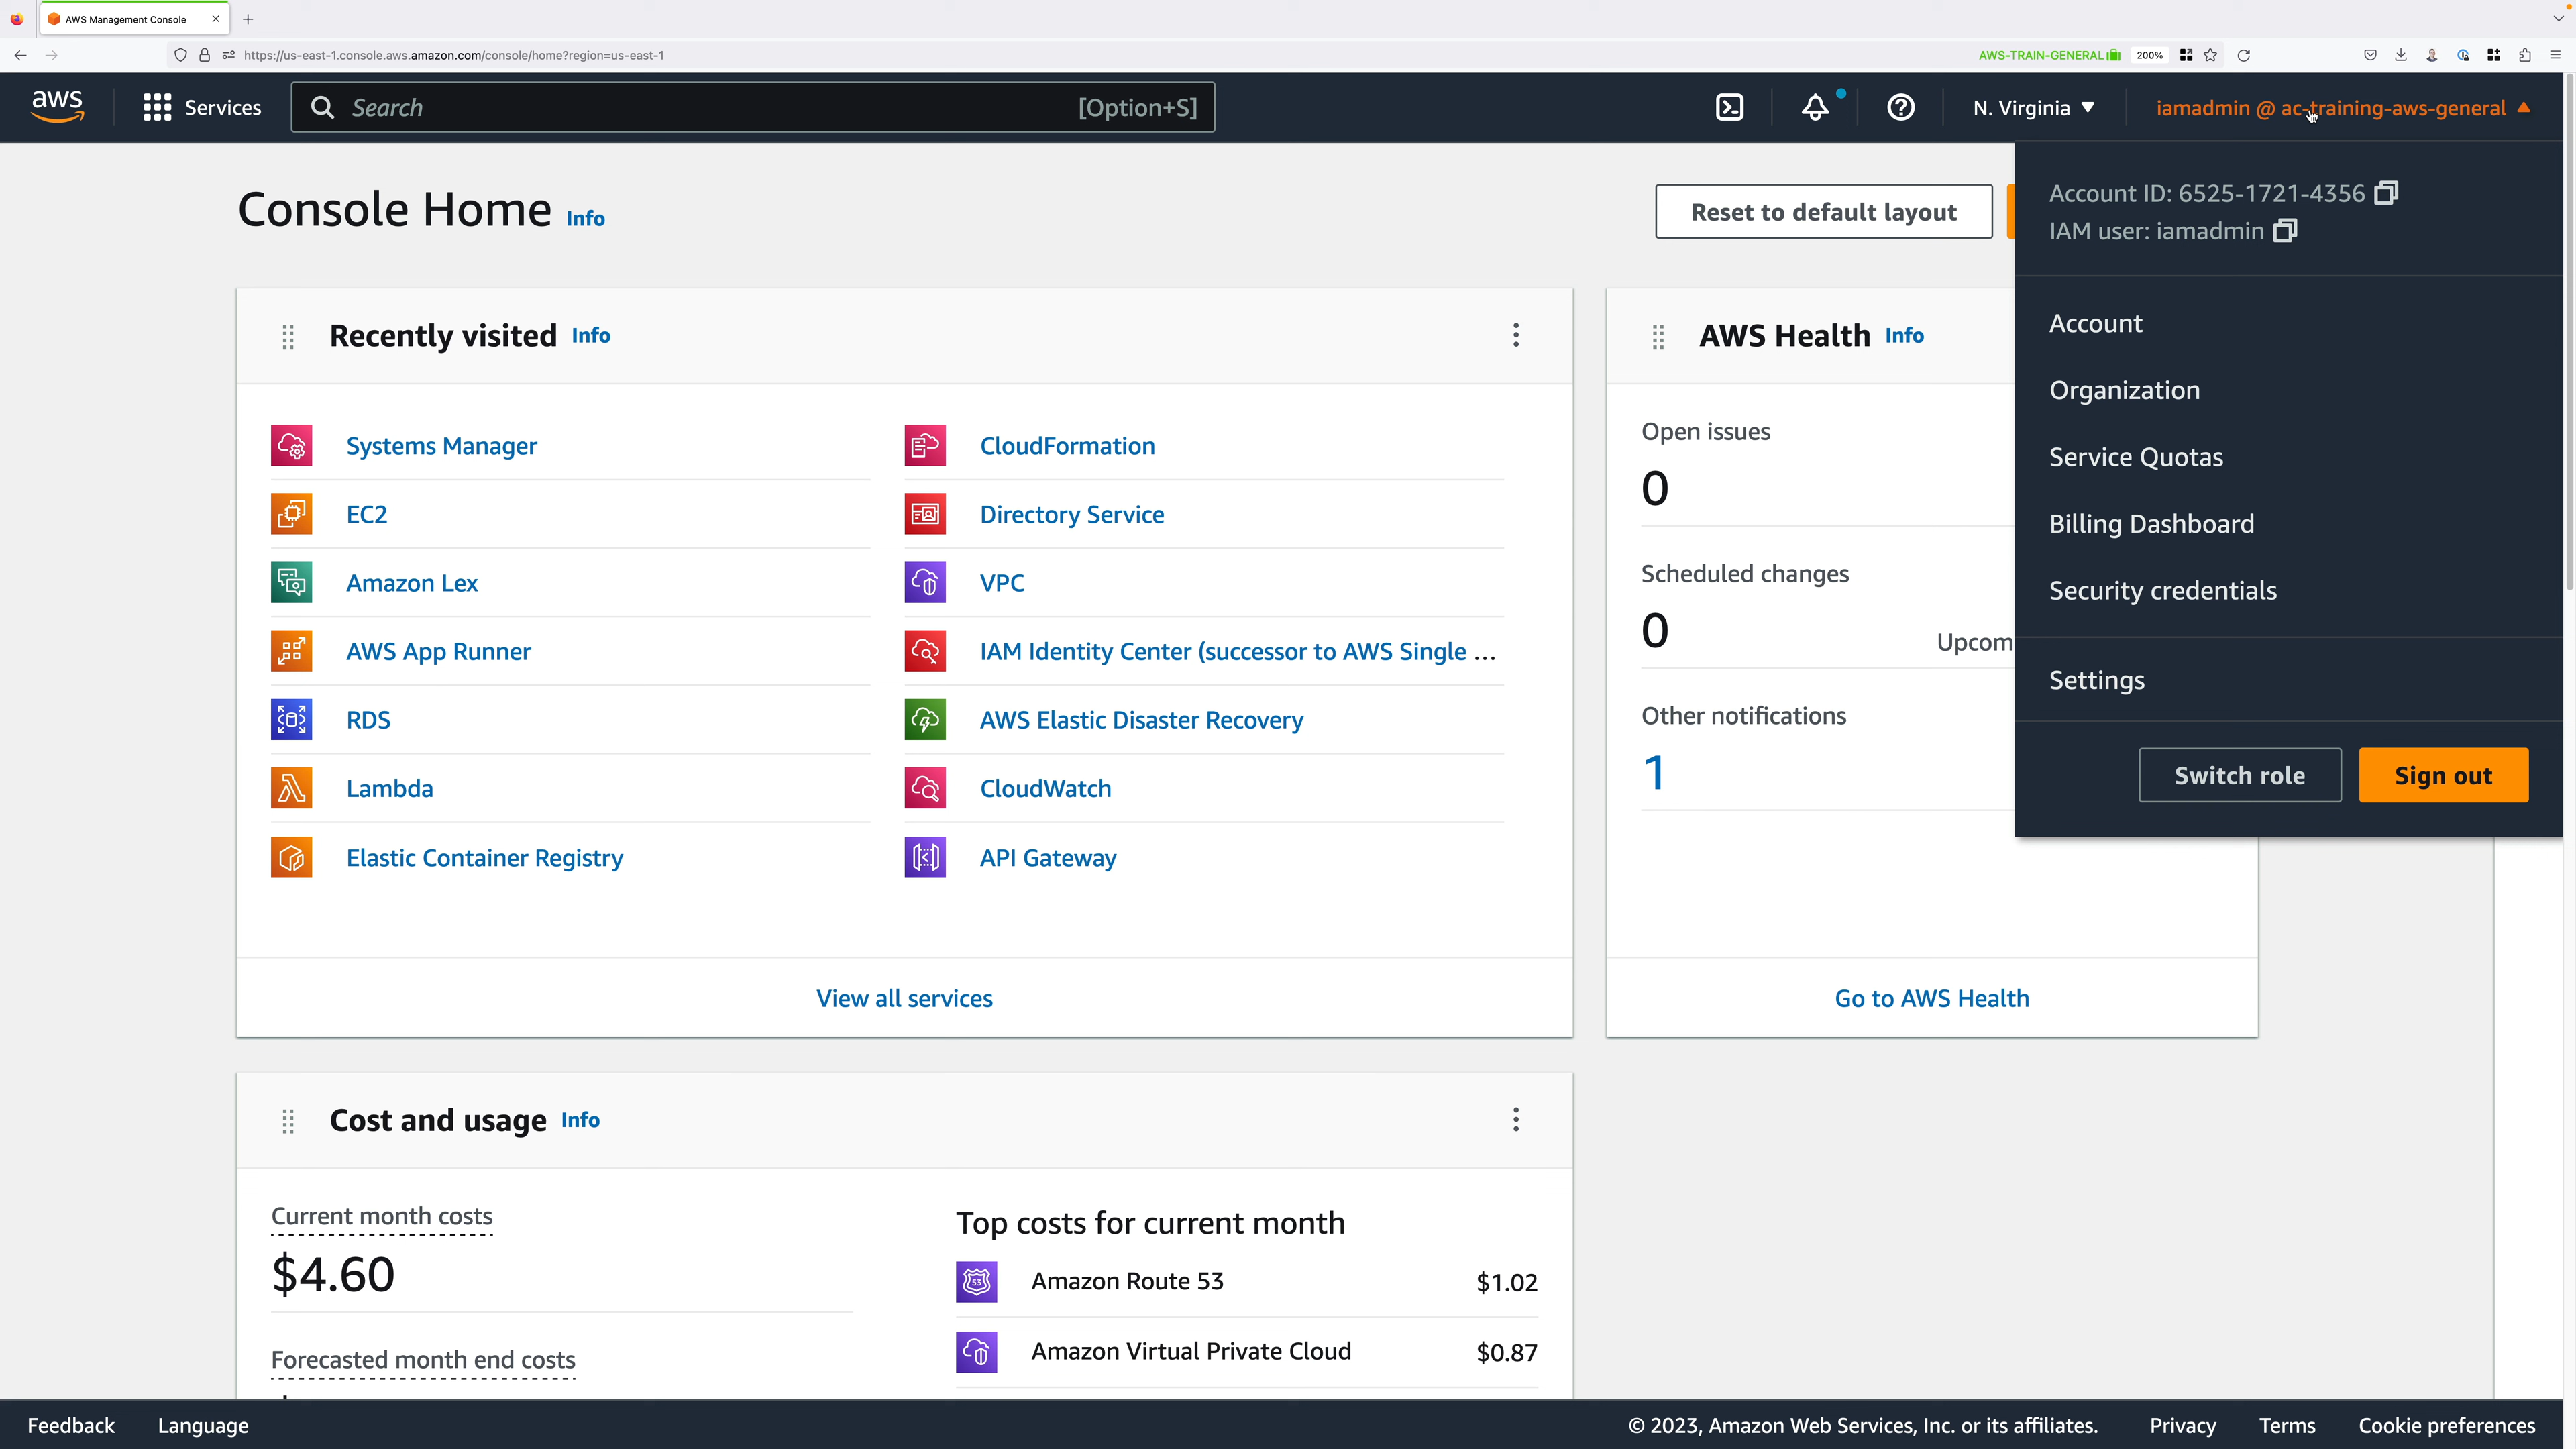 AWS Management Console
https://us-east-1.console.aws.amazon.com/console/home?region=us-east-1
AWS-TRAIN-GENERAL
200%
aws
Services
Search
[Option+S]
N. Virginia
iamadmin @ ac-training-aws-general
Account ID: 6525-1721-4356
IAM user: iamadmin
Account
Organization
Service Quotas
Billing Dashboard
Security credentials
Settings
Switch role
Sign out
Console Home Info
Reset to default layout
Recently visited Info
Systems Manager
EC2
Amazon Lex
AWS App Runner
RDS
Lambda
Elastic Container Registry
CloudFormation
Directory Service
VPC
IAM Identity Center (successor to AWS Single ...
AWS Elastic Disaster Recovery
CloudWatch
API Gateway
View all services
AWS Health Info
Open issues
0
Scheduled changes
0
Upcom
Other notifications
1
Go to AWS Health
Cost and usage Info
Current month costs
$4.60
Forecasted month end costs
Top costs for current month
53
Amazon Route 53 $1.02
Amazon Virtual Private Cloud $0.87
Feedback
Language
© 2023, Amazon Web Services, Inc. or its affiliates.
Privacy
Terms
Cookie preferences